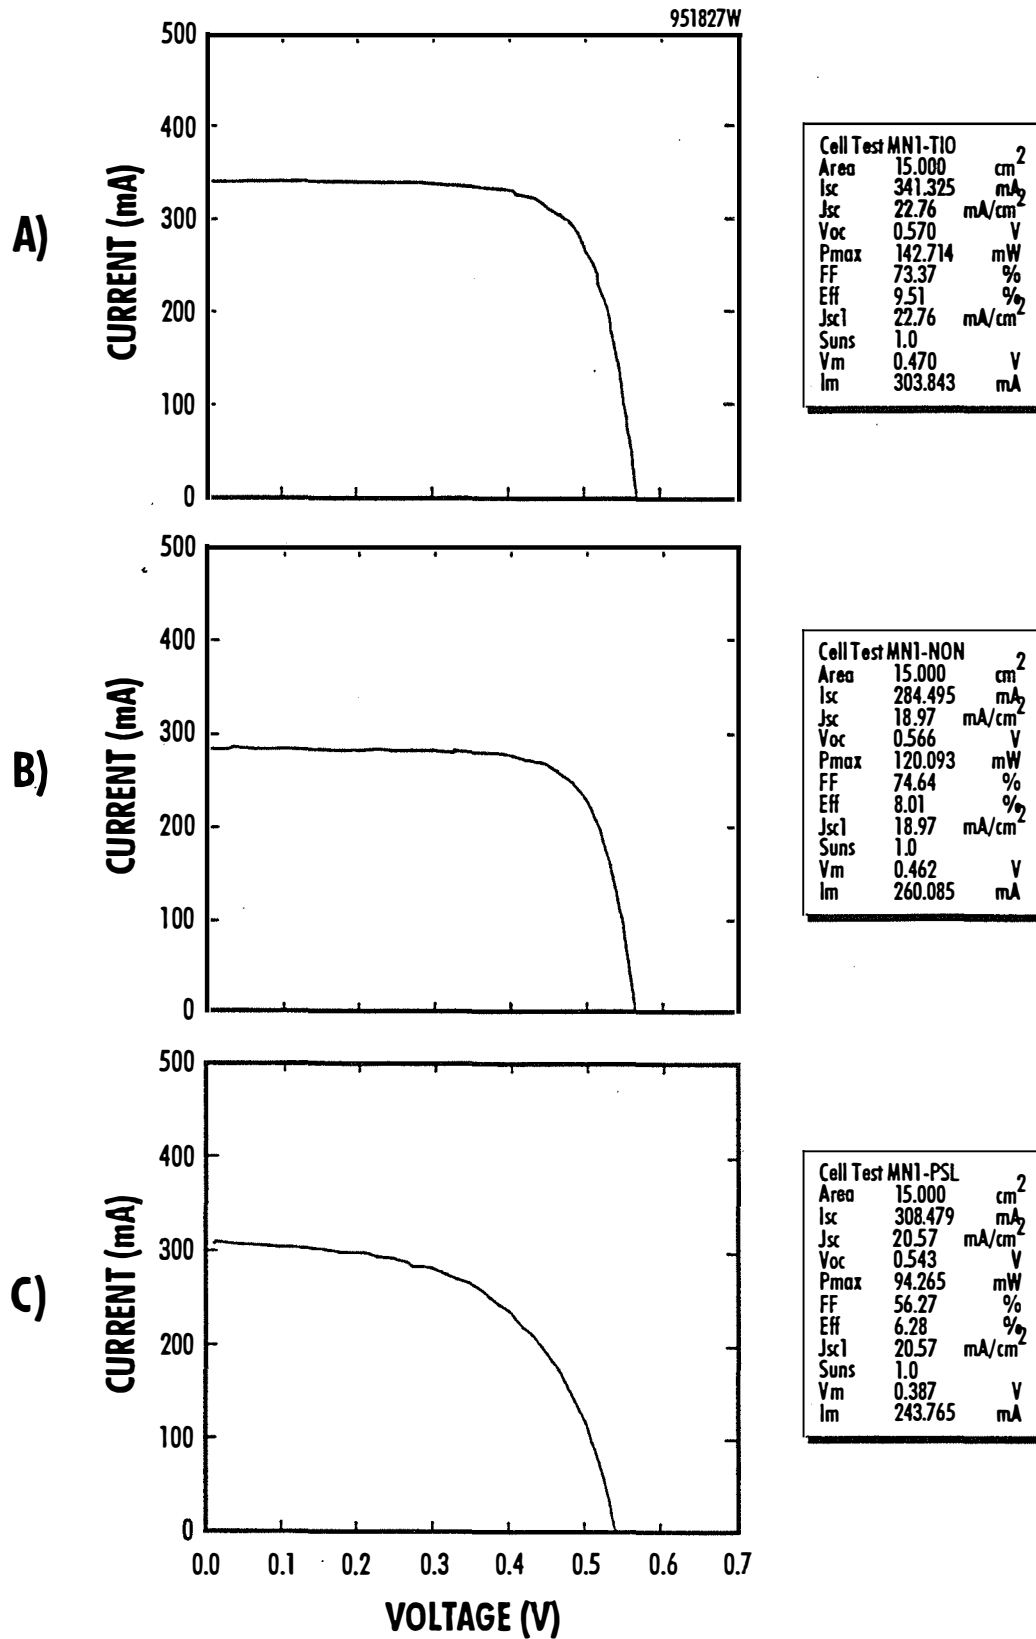 951827W
A)
CURRENT (mA)
500
400
300
200
100
0
Cell Test MN1-TIO
Area 15.000 cm2
Isc 341.325 mA
Jsc 22.76 mA/cm2
Voc 0.570 V
Pmax 142.714 mW
FF 73.37 %
Eff 9.51 %
Jsc1 22.76 mA/cm2
Suns 1.0
Vm 0.470 V
Im 303.843 mA
B)
CURRENT (mA)
500
400
300
200
100
0
Cell Test MN1-NON
Area 15.000 cm2
Isc 284.495 mA
Jsc 18.97 mA/cm2
Voc 0.566 V
Pmax 120.093 mW
FF 74.64 %
Eff 8.01 %
Jsc1 18.97 mA/cm2
Suns 1.0
Vm 0.462 V
Im 260.085 mA
C)
CURRENT (mA)
500
400
300
200
100
0
0.0 0.1 0.2 0.3 0.4 0.5 0.6 0.7
VOLTAGE (V)
Cell Test MN1-PSL
Area 15.000 cm2
Isc 308.479 mA
Jsc 20.57 mA/cm2
Voc 0.543 V
Pmax 94.265 mW
FF 56.27 %
Eff 6.28 %
Jsc1 20.57 mA/cm2
Suns 1.0
Vm 0.387 V
Im 243.765 mA